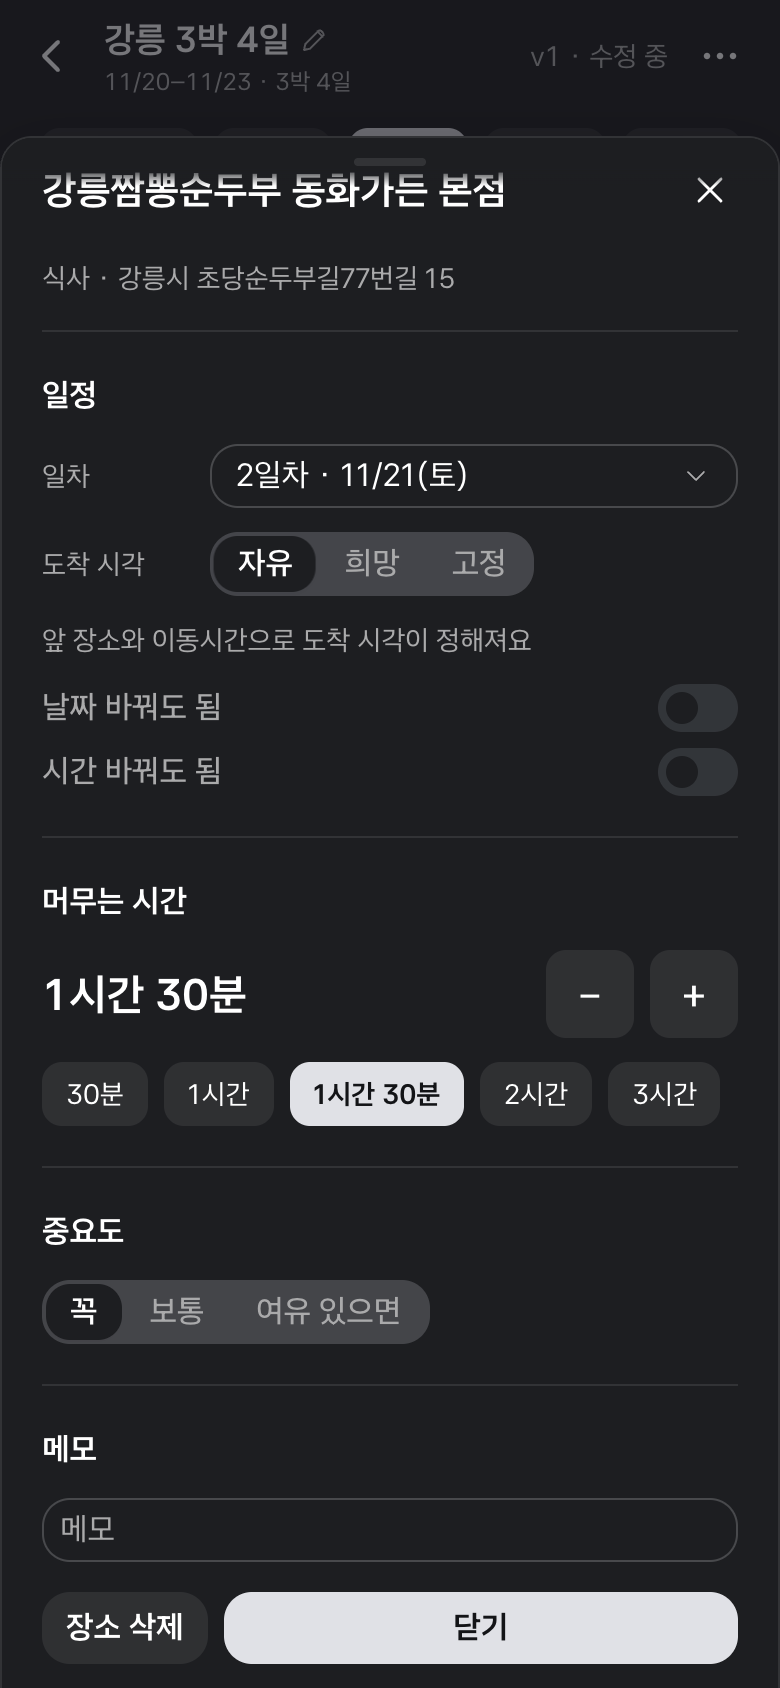 강릉 3박 4일
11/20–11/23 · 3박 4일
v1 · 수정 중
강릉짬뽕순두부 동화가든 본점
식사 · 강릉시 초당순두부길77번길 15
일정
일차
2일차 · 11/21(토)
도착 시각
자유 희망 고정
앞 장소와 이동시간으로 도착 시각이 정해져요
날짜 바꿔도 됨
시간 바꿔도 됨
머무는 시간
1시간 30분
− +
30분 1시간 1시간 30분 2시간 3시간
중요도
꼭 보통 여유 있으면
메모
메모
장소 삭제 닫기